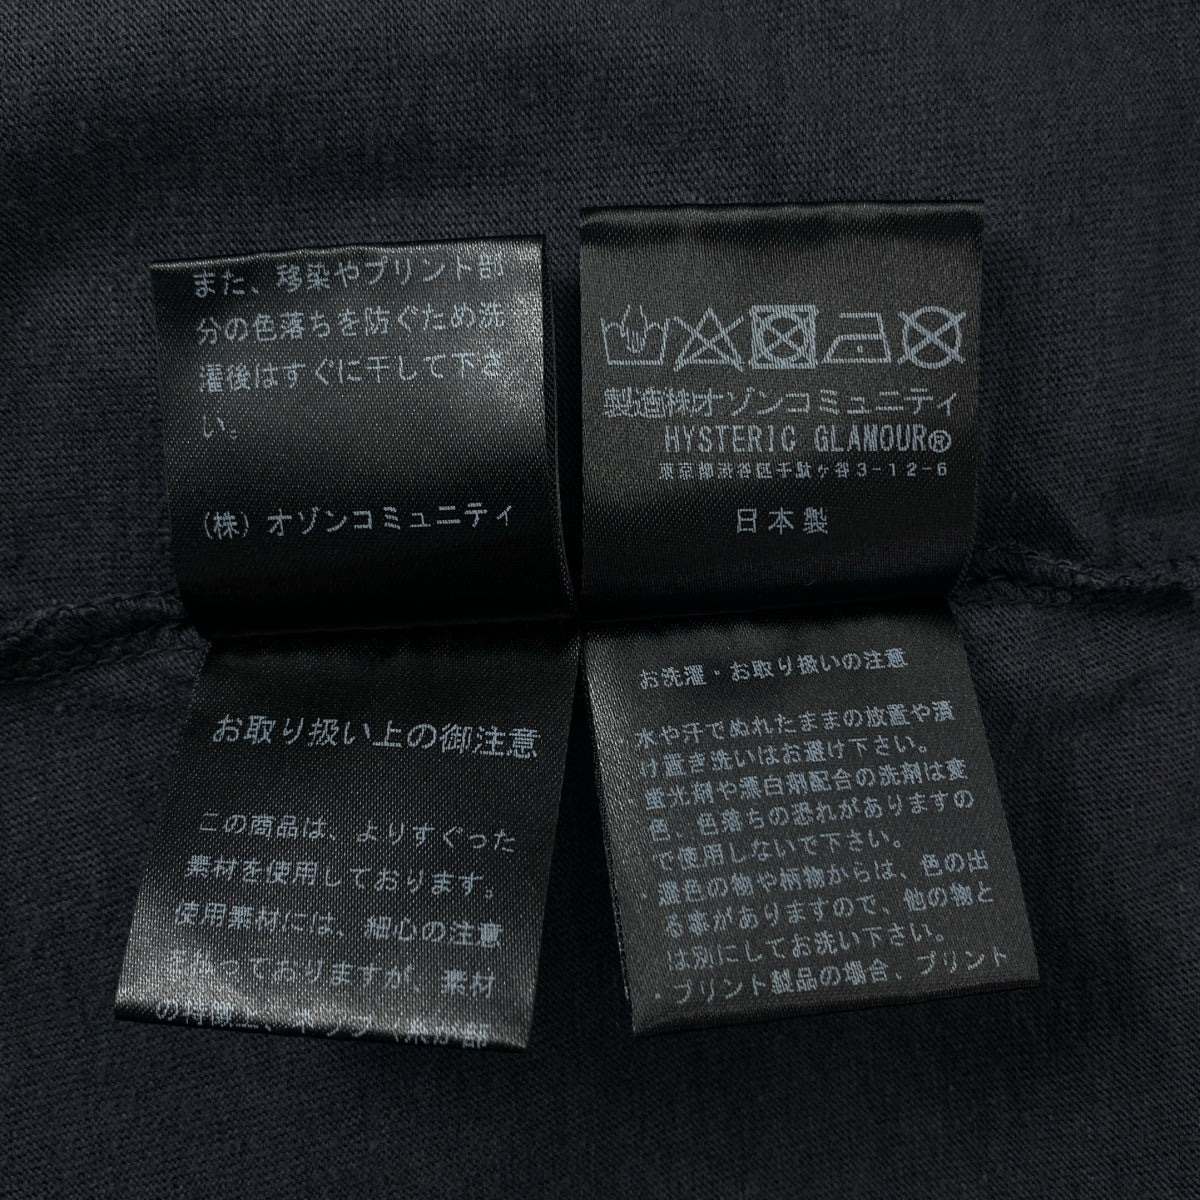 また、移染やプリント部
分の色落ちを防ぐため洗
濯後はすぐに干して下さ
い。
(株) オゾンコミュニティ
製造株オゾンコミュニティ
HYSTERIC GLAMOUR®
東京都渋谷区千駄ヶ谷3-12-6
日本製
お取り扱い上の御注意
この商品は、よりすぐった
素材を使用しております。
使用素材には、細心の注意
を払っておりますが、素材
の特性上、
お洗濯・お取り扱いの注意
水や汗でぬれたままの放置や漬
け置き洗いはお避け下さい。
蛍光剤や漂白剤配合の洗剤は変
色、色落ちの恐れがありますの
で使用しないで下さい。
・濃色の物や柄物からは、色の出
る事がありますので、他の物と
は別にしてお洗い下さい。
・プリント製品の場合、プリント